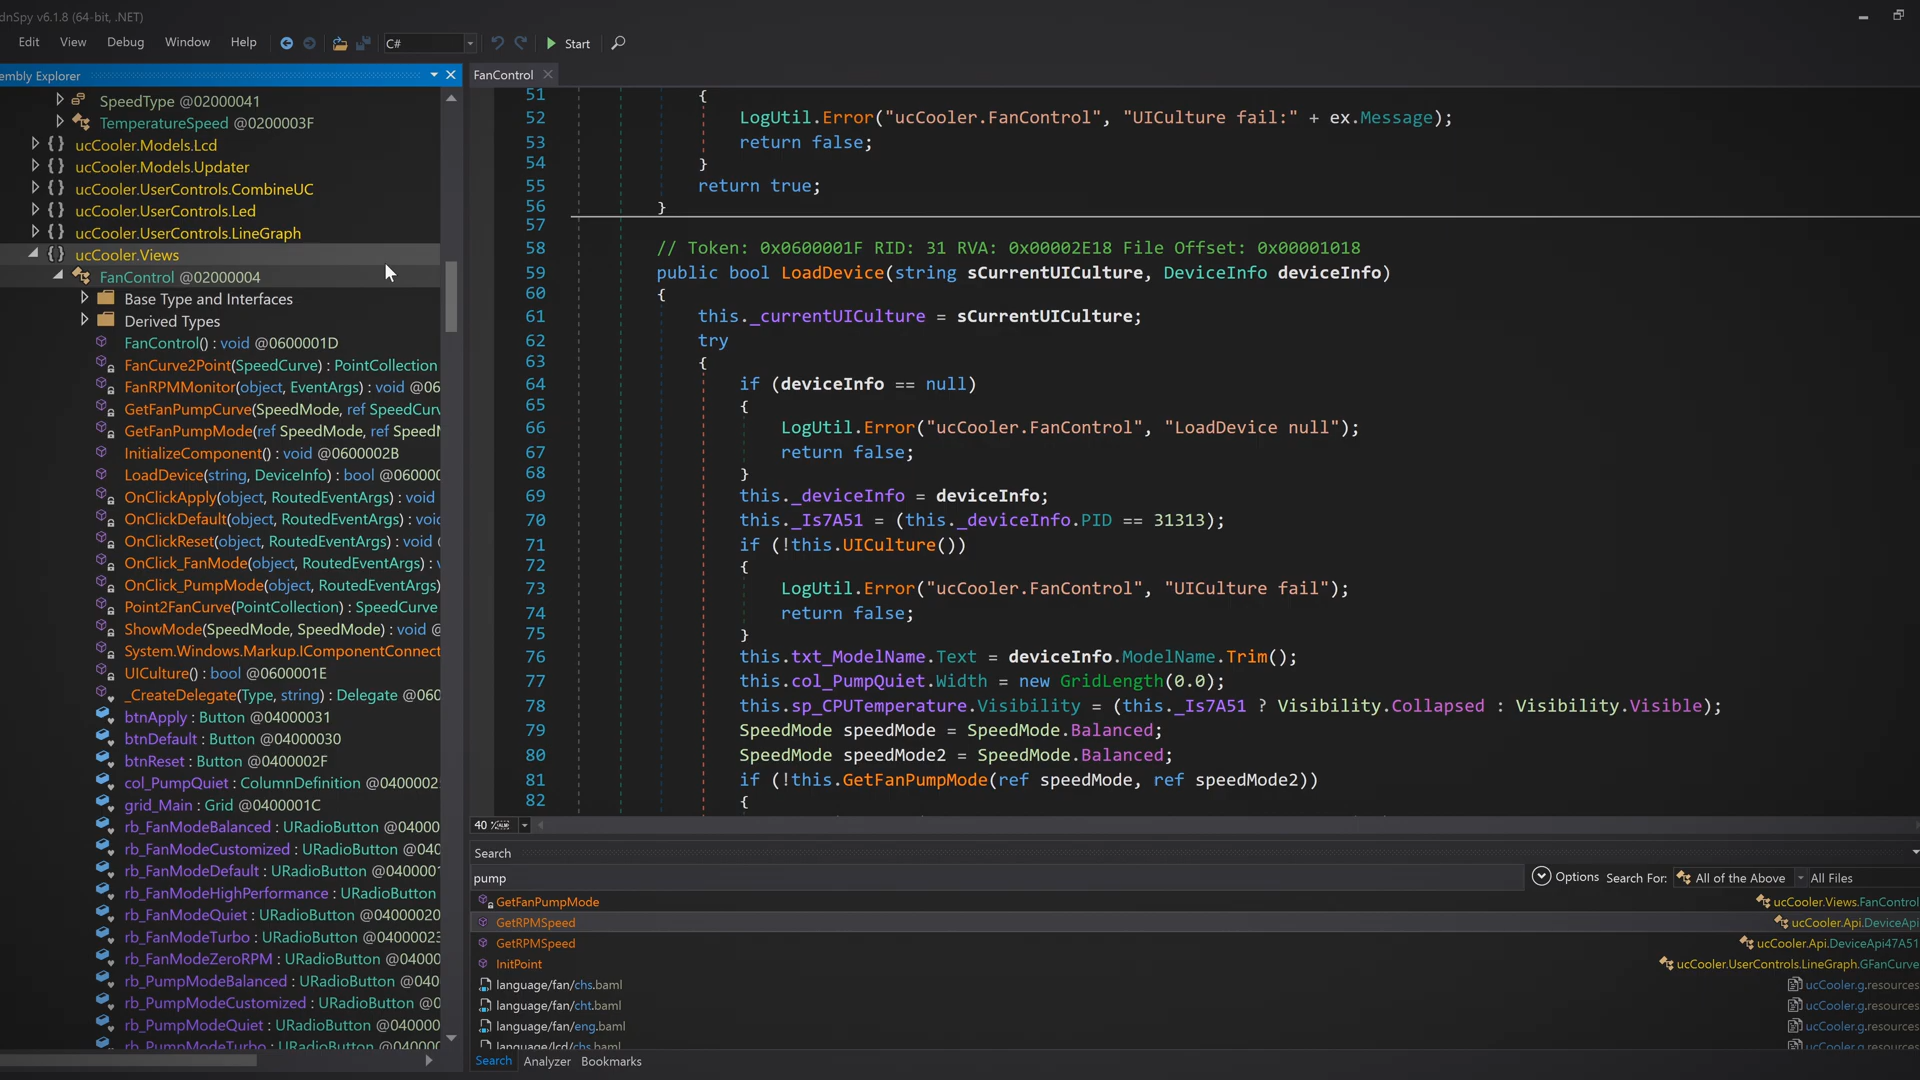 dnSpy v6.1.8 (64-bit, .NET)
Edit View Debug Window Help C# Start
embly Explorer
SpeedType @02000041
TemperatureSpeed @0200003F
{ } ucCooler.Models.Lcd
{ } ucCooler.Models.Updater
{ } ucCooler.UserControls.CombineUC
{ } ucCooler.UserControls.Led
{ } ucCooler.UserControls.LineGraph
{ } ucCooler.Views
FanControl @02000004
Base Type and Interfaces
Derived Types
FanControl() : void @0600001D
FanCurve2Point(SpeedCurve) : PointCollection
FanRPMMonitor(object, EventArgs) : void @06
GetFanPumpCurve(SpeedMode, ref SpeedCurv
GetFanPumpMode(ref SpeedMode, ref SpeedM
InitializeComponent() : void @0600002B
LoadDevice(string, DeviceInfo) : bool @06000
OnClickApply(object, RoutedEventArgs) : void
OnClickDefault(object, RoutedEventArgs) : void
OnClickReset(object, RoutedEventArgs) : void (
OnClick_FanMode(object, RoutedEventArgs) : v
OnClick_PumpMode(object, RoutedEventArgs)
Point2FanCurve(PointCollection) : SpeedCurve
ShowMode(SpeedMode, SpeedMode) : void @
System.Windows.Markup.IComponentConnect
UICulture() : bool @0600001E
_CreateDelegate(Type, string) : Delegate @060
btnApply : Button @04000031
btnDefault : Button @04000030
btnReset : Button @0400002F
col_PumpQuiet : ColumnDefinition @0400002
grid_Main : Grid @0400001C
rb_FanModeBalanced : URadioButton @04000
rb_FanModeCustomized : URadioButton @040
rb_FanModeDefault : URadioButton @040001
rb_FanModeHighPerformance : URadioButton
rb_FanModeQuiet : URadioButton @04000020
rb_FanModeTurbo : URadioButton @04000023
rb_FanModeZeroRPM : URadioButton @04000
rb_PumpModeBalanced : URadioButton @040
rb_PumpModeCustomized : URadioButton @0
rb_PumpModeQuiet : URadioButton @040000
rb_PumpModeTurbo : URadioButton @04000
FanControl
51 {
52 LogUtil.Error("ucCooler.FanControl", "UICulture fail:" + ex.Message);
53 return false;
54 }
55 return true;
56 }
57
58 // Token: 0x0600001F RID: 31 RVA: 0x00002E18 File Offset: 0x00001018
59 public bool LoadDevice(string sCurrentUICulture, DeviceInfo deviceInfo)
60 {
61 this._currentUICulture = sCurrentUICulture;
62 try
63 {
64 if (deviceInfo == null)
65 {
66 LogUtil.Error("ucCooler.FanControl", "LoadDevice null");
67 return false;
68 }
69 this._deviceInfo = deviceInfo;
70 this._Is7A51 = (this._deviceInfo.PID == 31313);
71 if (!this.UICulture())
72 {
73 LogUtil.Error("ucCooler.FanControl", "UICulture fail");
74 return false;
75 }
76 this.txt_ModelName.Text = deviceInfo.ModelName.Trim();
77 this.col_PumpQuiet.Width = new GridLength(0.0);
78 this.sp_CPUTemperature.Visibility = (this._Is7A51 ? Visibility.Collapsed : Visibility.Visible);
79 SpeedMode speedMode = SpeedMode.Balanced;
80 SpeedMode speedMode2 = SpeedMode.Balanced;
81 if (!this.GetFanPumpMode(ref speedMode, ref speedMode2))
82 {
40 %
Search
pump Options Search For: All of the Above All Files
GetFanPumpMode ucCooler.Views.FanControl
GetRPMSpeed ucCooler.Api.DeviceApi
GetRPMSpeed ucCooler.Api.DeviceApi47A51
InitPoint ucCooler.UserControls.LineGraph.GFanCurve
language/fan/chs.baml ucCooler.g.resources
language/fan/cht.baml ucCooler.g.resources
language/fan/eng.baml ucCooler.g.resources
language/lcd/chs.baml ucCooler.g.resources
Search Analyzer Bookmarks